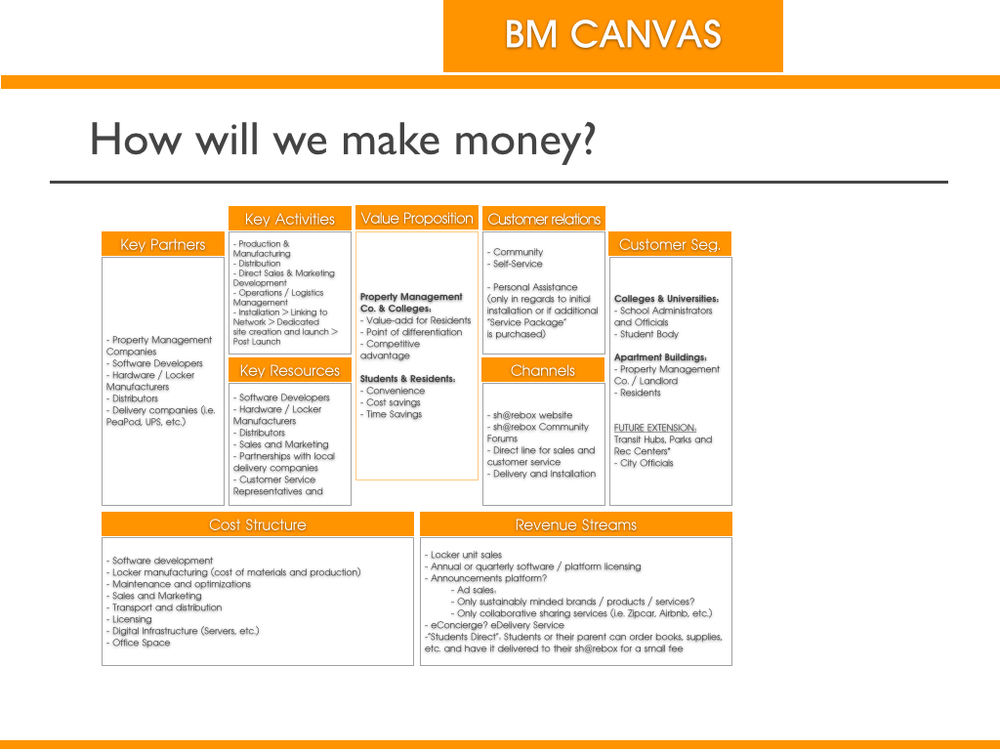 BM CANVAS
How will we make money?
Key Partners
- Property Management
Companies
- Software Developers
- Hardware / Locker
Manufacturers
- Distributors
- Delivery companies (i.e.
PeaPod, UPS, etc.)
Key Activities
- Production &
Manufacturing
- Distribution
- Direct Sales & Marketing
Development
- Operations / Logistics
Management
- Installation > Linking to
Network > Dedicated
site creation and launch >
Post Launch
Key Resources
- Software Developers
- Hardware / Locker
Manufacturers
- Distributors
- Sales and Marketing
- Partnerships with local
delivery companies
- Customer Service
Representatives and
Value Proposition
Property Management
Co. & Colleges:
- Value-add for Residents
- Point of differentiation
- Competitive
advantage
Students & Residents:
- Convenience
- Cost savings
- Time Savings
Customer relations
- Community
- Self-Service
- Personal Assistance
(only in regards to initial
installation or if additional
"Service Package"
is purchased)
Channels
- sh@rebox website
- sh@rebox Community
Forums
- Direct line for sales and
customer service
- Delivery and Installation
Customer Seg.
Colleges & Universities:
- School Administrators
and Officials
- Student Body
Apartment Buildings:
- Property Management
Co. / Landlord
- Residents
FUTURE EXTENSION:
Transit Hubs, Parks and
Rec Centers*
- City Officials
Cost Structure
- Software development
- Locker manufacturing (cost of materials and production)
- Maintenance and optimizations
- Sales and Marketing
- Transport and distribution
- Licensing
- Digital Infrastructure (Servers, etc.)
- Office Space
Revenue Streams
- Locker unit sales
- Annual or quarterly software / platform licensing
- Announcements platform?
- Ad sales:
- Only sustainably minded brands / products / services?
- Only collaborative sharing services (i.e. Zipcar, Airbnb, etc.)
- eConcierge? eDelivery Service
-"Students Direct": Students or their parent can order books, supplies,
etc. and have it delivered to their sh@rebox for a small fee